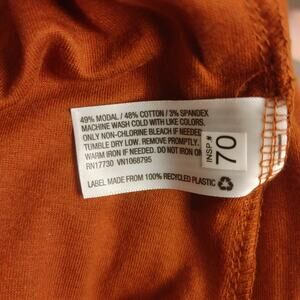 49% MODAL / 48% COTTON / 3% SPANDEX
MACHINE WASH COLD WITH LIKE COLORS.
ONLY NON-CHLORINE BLEACH IF NEEDED
TUMBLE DRY LOW. REMOVE PROMPTLY.
WARM IRON IF NEEDED. DO NOT IRON
RN17730 VN1068795
LABEL MADE FROM 100% RECYCLED PLASTIC
INSP #
70